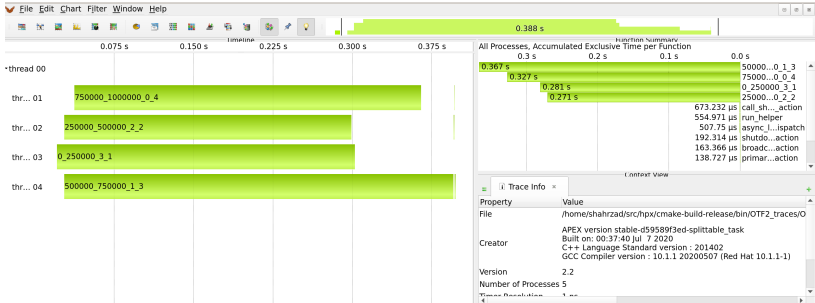 File Edit Chart Filter Window Help
0.388 s
Timeline
0.075 s 0.150 s 0.225 s 0.300 s 0.375 s
thread 00
thr... 01
750000_1000000_0_4
thr... 02
250000_500000_2_2
thr... 03
0_250000_3_1
thr... 04
500000_750000_1_3
Function Summary
All Processes, Accumulated Exclusive Time per Function
0.3 s 0.2 s 0.1 s 0.0 s
0.367 s 50000...0_1_3
0.327 s 75000...0_0_4
0.281 s 0_250000_3_1
0.271 s 25000...0_2_2
673.232 µs call_sh..._action
554.971 µs run_helper
507.75 µs async_l...ispatch
192.314 µs shutdo...action
163.366 µs broadc...action
138.727 µs primar...action
Context View
Trace Info
Property Value
File /home/shahrzad/src/hpx/cmake-build-release/bin/OTF2_traces/O
Creator
APEX version stable-d59589f3ed-splittable_task
Built on: 00:37:40 Jul 7 2020
C++ Language Standard version : 201402
GCC Compiler version : 10.1.1 20200507 (Red Hat 10.1.1-1)
Version 2.2
Number of Processes 5
Timer Resolution 1 ns